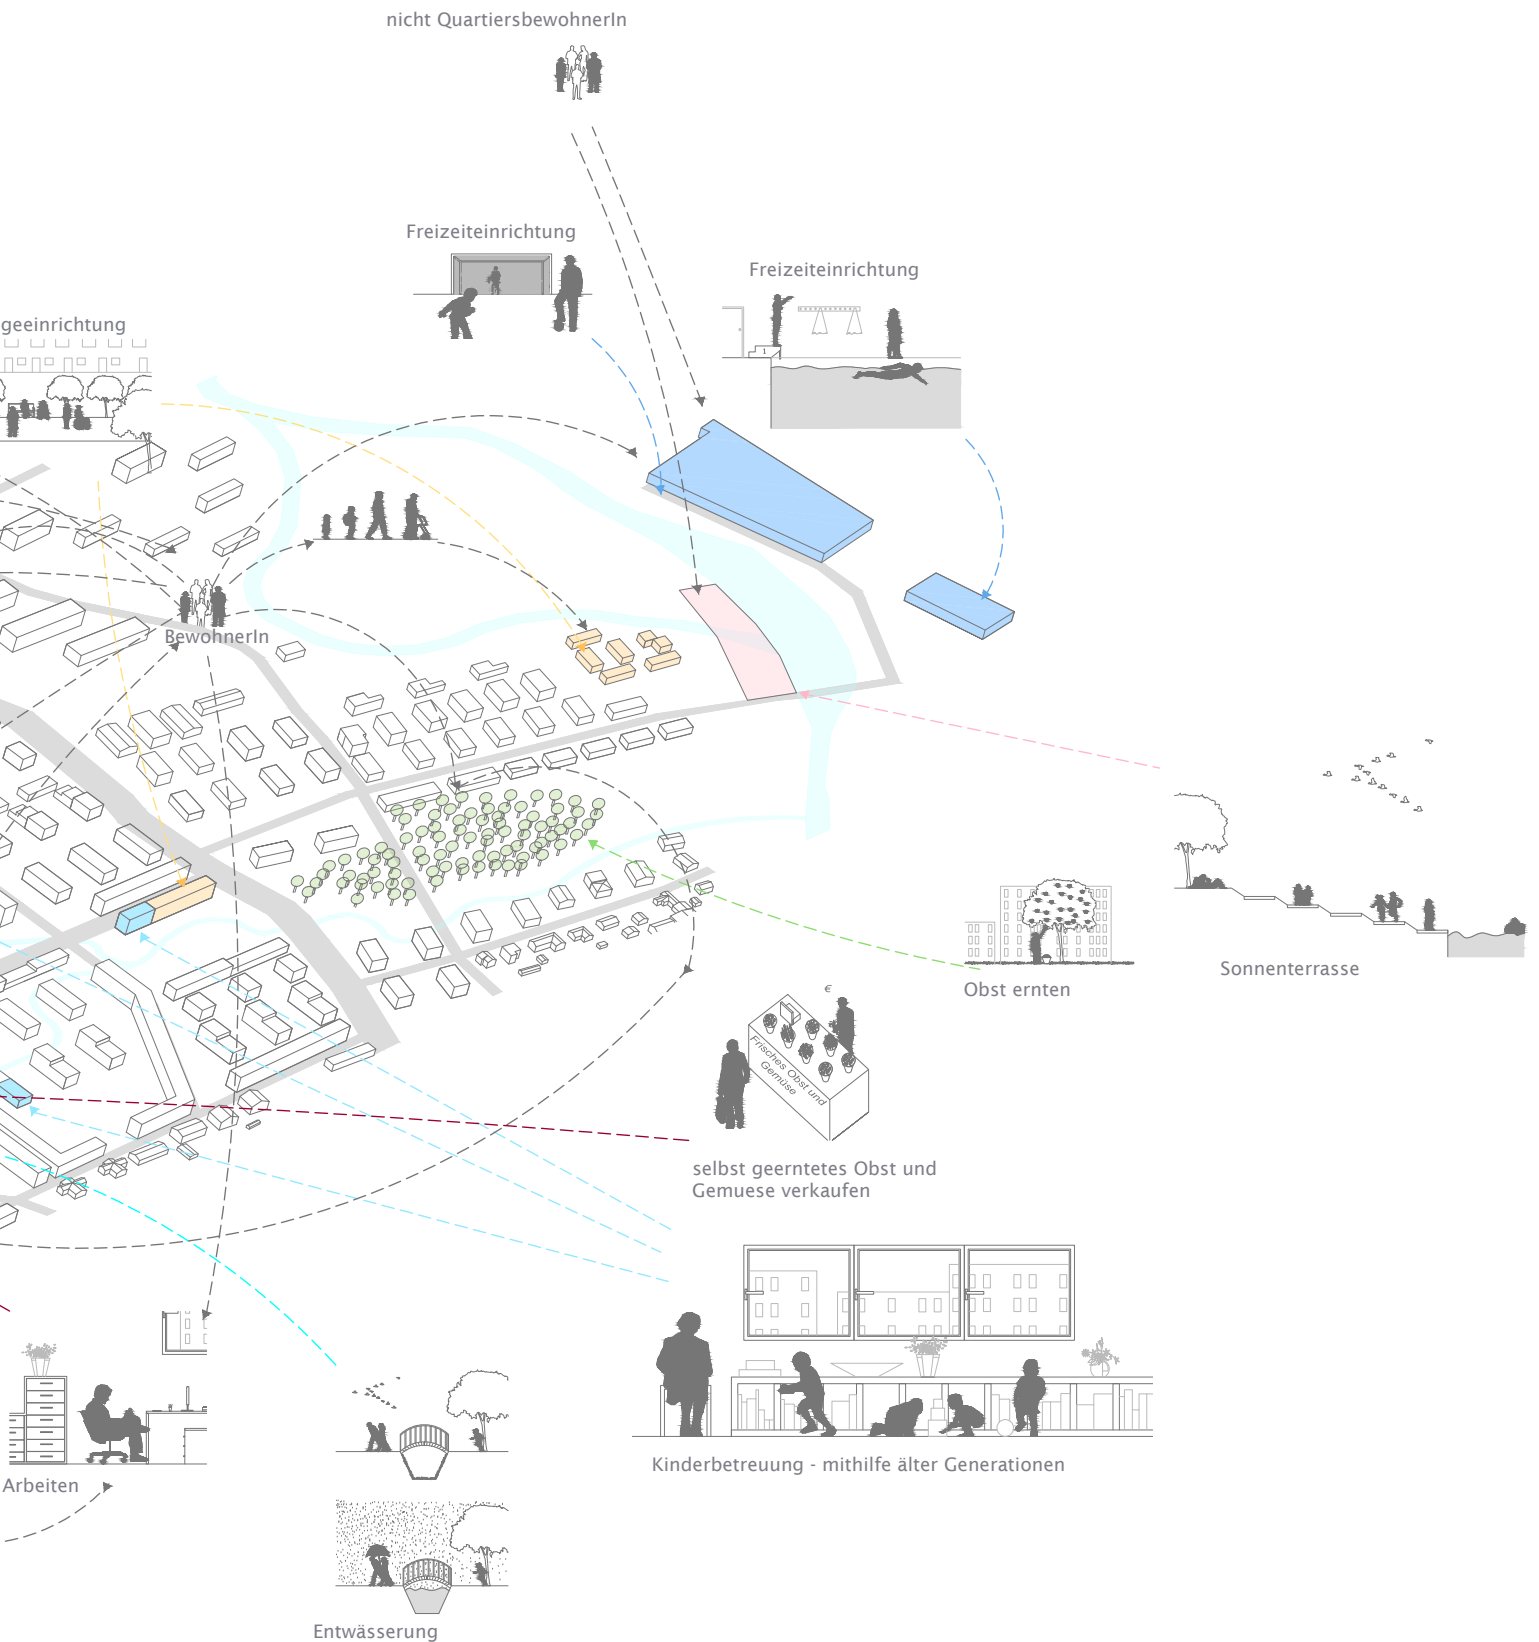 nicht QuartiersbewohnerIn
Freizeiteinrichtung
Freizeiteinrichtung
geeinrichtung
1
BewohnerIn
Sonnenterrasse
Obst ernten
€
Frisches Obst und
Gemüse
selbst geerntetes Obst und
Gemuese verkaufen
Kinderbetreuung - mithilfe älter Generationen
Arbeiten
Entwässerung